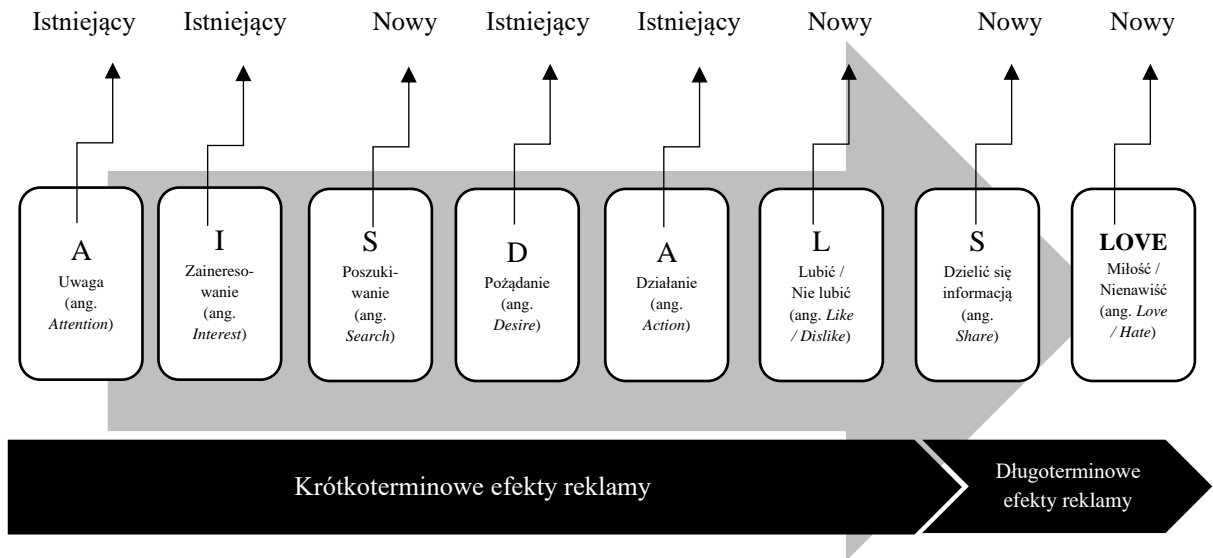 Istniejący Istniejący Nowy Istniejący Istniejący Nowy Nowy Nowy
A
Uwaga
(ang.
Attention)
I
Zainereso-
wanie
(ang.
Interest)
S
Poszuki-
wanie
(ang.
Search)
D
Pożądanie
(ang.
Desire)
A
Działanie
(ang.
Action)
L
Lubić /
Nie lubić
(ang. Like
/ Dislike)
S
Dzielić się
informacją
(ang.
Share)
LOVE
Miłość /
Nienawiść
(ang. Love
/ Hate)
Krótkoterminowe efekty reklamy
Długoterminowe
efekty reklamy